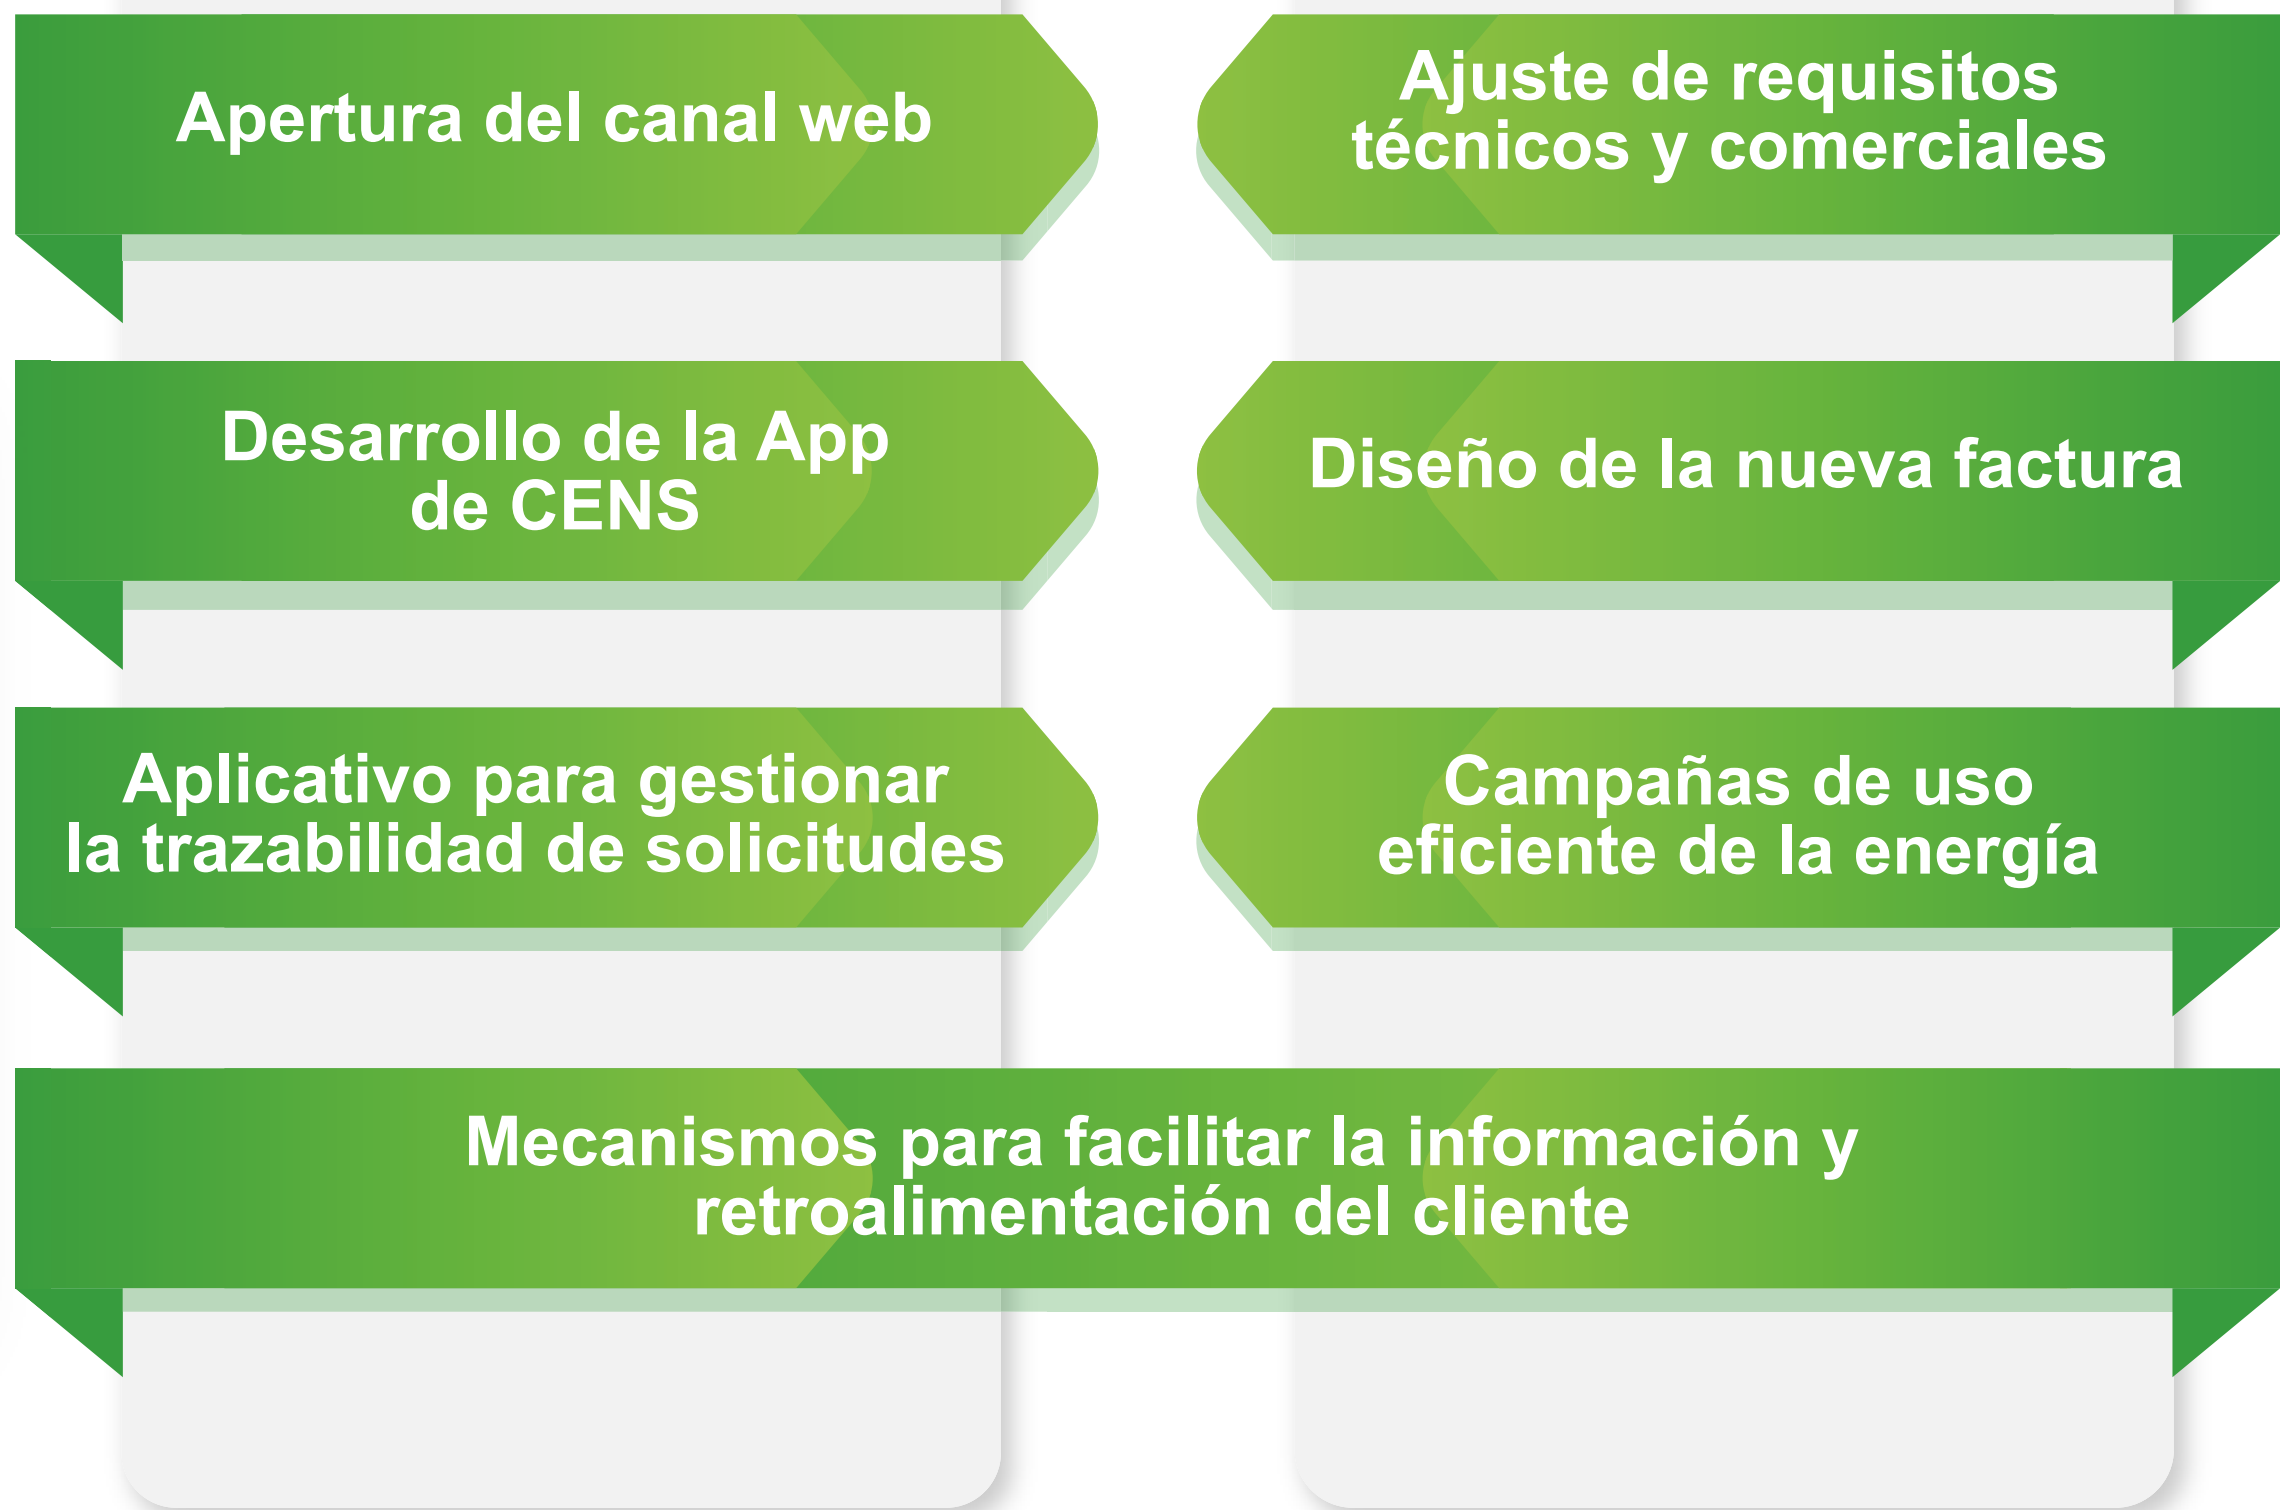 Apertura del canal web
Ajuste de requisitos
técnicos y comerciales
Desarrollo de la App
de CENS
Diseño de la nueva factura
Aplicativo para gestionar
la trazabilidad de solicitudes
Campañas de uso
eficiente de la energía
Mecanismos para facilitar la información y
retroalimentación del cliente